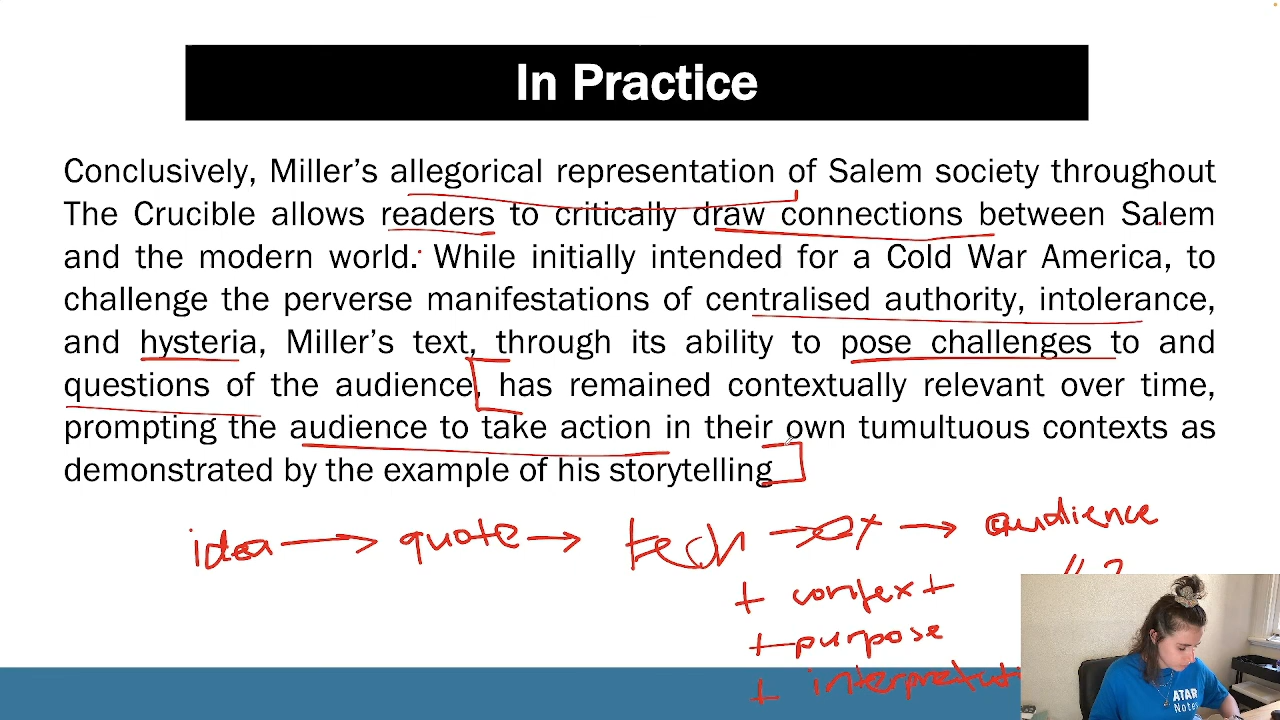 In Practice
Conclusively, Miller's allegorical representation of Salem society throughout
The Crucible allows readers to critically draw connections between Salem
and the modern world. While initially intended for a Cold War America, to
challenge the perverse manifestations of centralised authority, intolerance,
and hysteria, Miller's text, through its ability to pose challenges to and
questions of the audience, has remained contextually relevant over time,
prompting the audience to take action in their own tumultuous contexts as
demonstrated by the example of his storytelling
idea → quote → tech → ex → audience
+ context
+ purpose
+
ATAR
Notes